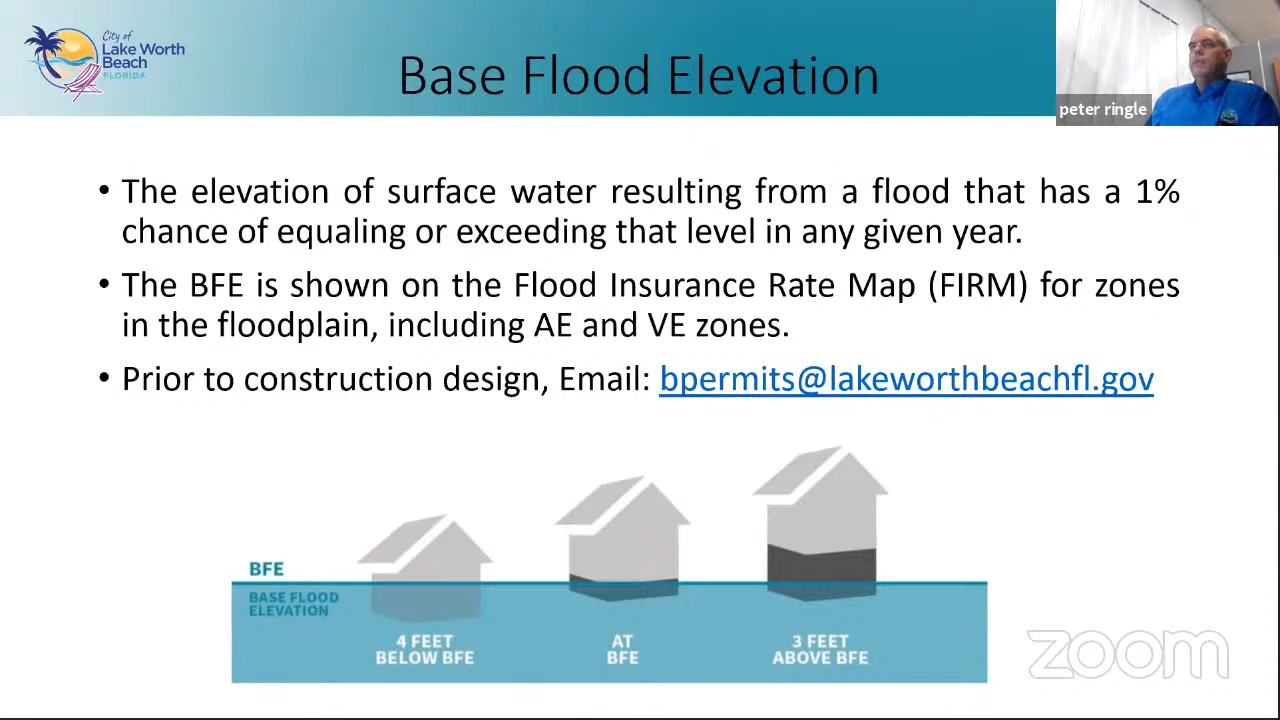 City of
Lake Worth
Beach
FLORIDA
Base Flood Elevation
peter ringle
• The elevation of surface water resulting from a flood that has a 1%
chance of equaling or exceeding that level in any given year.
• The BFE is shown on the Flood Insurance Rate Map (FIRM) for zones
in the floodplain, including AE and VE zones.
• Prior to construction design, Email: bpermits@lakeworthbeachfl.gov
BFE
BASE FLOOD
ELEVATION
4 FEET
BELOW BFE
AT
BFE
3 FEET
ABOVE BFE
zoom